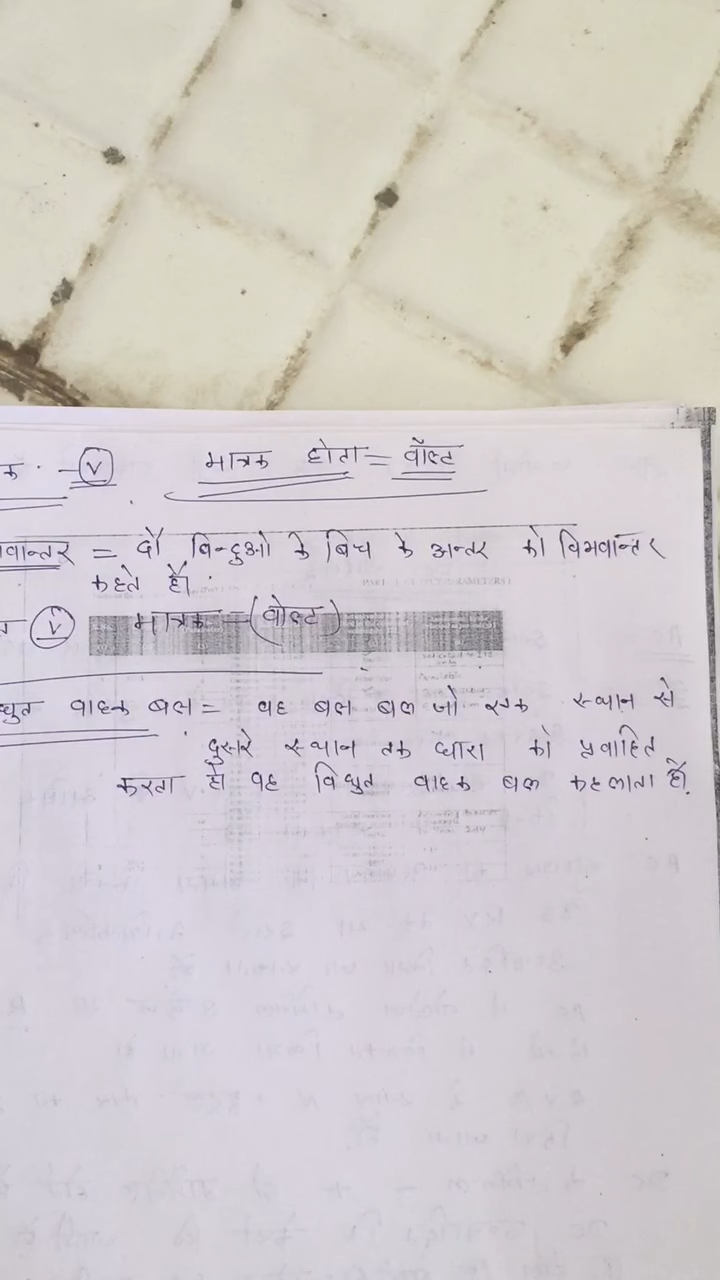 क. - V मात्रक होता = वोल्ट
वान्तर = दो बिन्दुओ के बिच के अन्तर को विभवान्तर
कहते है।
V मात्रक - (वोल्ट)
द्युत वाहक बल = वह बल बल जो एक स्थान से
दुसरे स्थान तक धारा को प्रवाहित
करता हो वह विधुत वाहक बल कहलाता है।